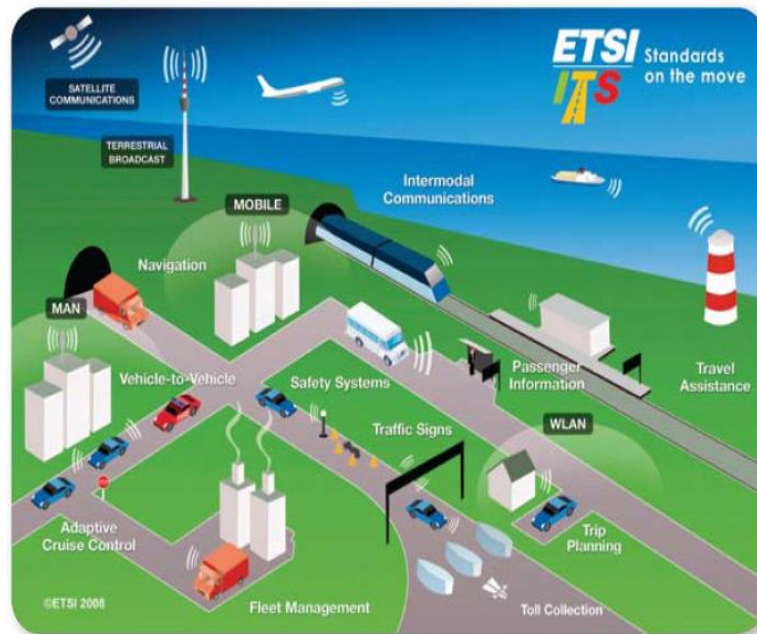 ETSI
ITS
Standards
on the move
SATELLITE
COMMUNICATIONS
TERRESTRIAL
BROADCAST
Intermodal
Communications
MOBILE
Navigation
MAN
Vehicle-to-Vehicle
Safety Systems
Passenger
Information
Travel
Assistance
Traffic Signs
WLAN
Adaptive
Cruise Control
Trip
Planning
Fleet Management
Toll Collection
©ETSI 2008